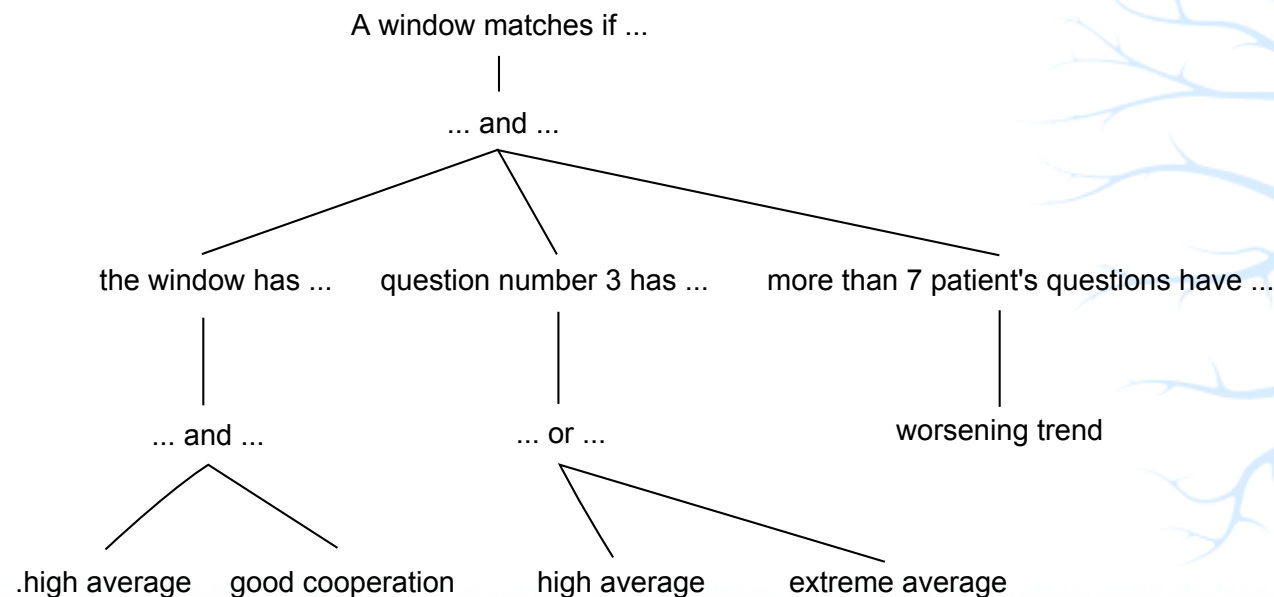 A window matches if ...
... and ...
the window has ... question number 3 has ... more than 7 patient's questions have ...
... and ... ... or ... worsening trend
.high average good cooperation high average extreme average